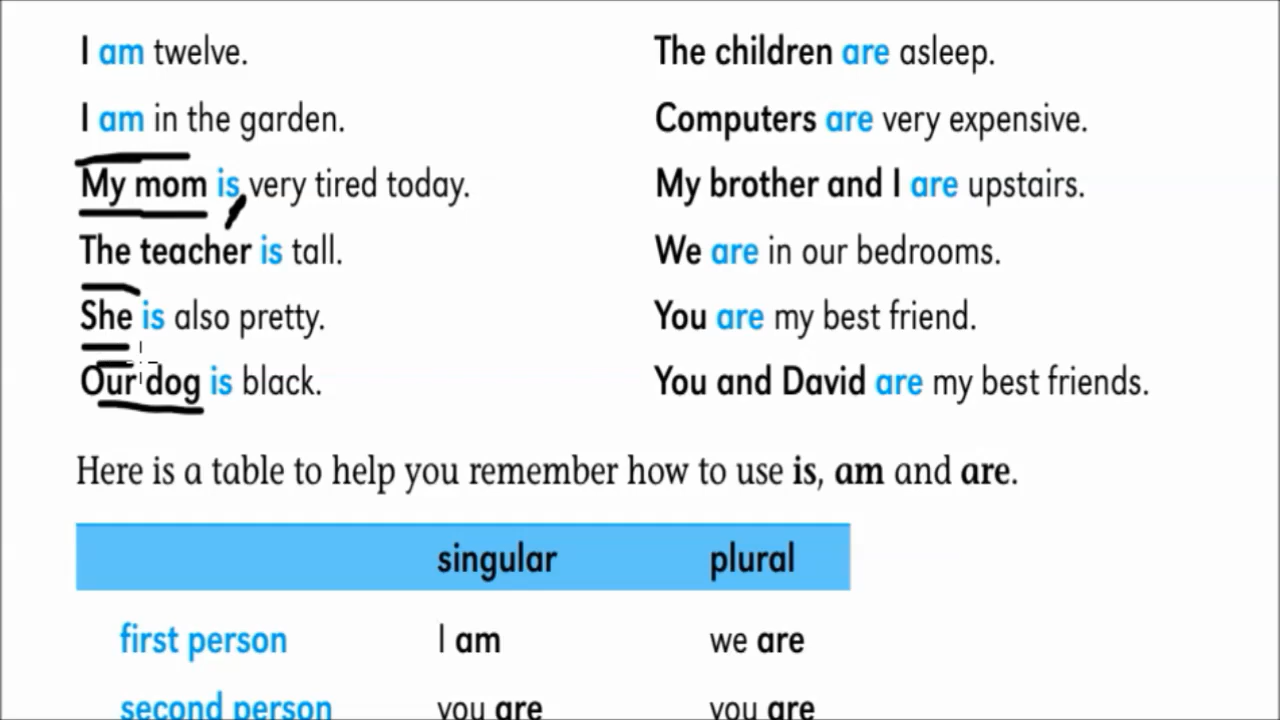 I am twelve.
I am in the garden.
My mom is very tired today.
The teacher is tall.
She is also pretty.
Our dog is black.
The children are asleep.
Computers are very expensive.
My brother and I are upstairs.
We are in our bedrooms.
You are my best friend.
You and David are my best friends.
Here is a table to help you remember how to use is, am and are.
singular plural
first person I am we are
second person you are you are